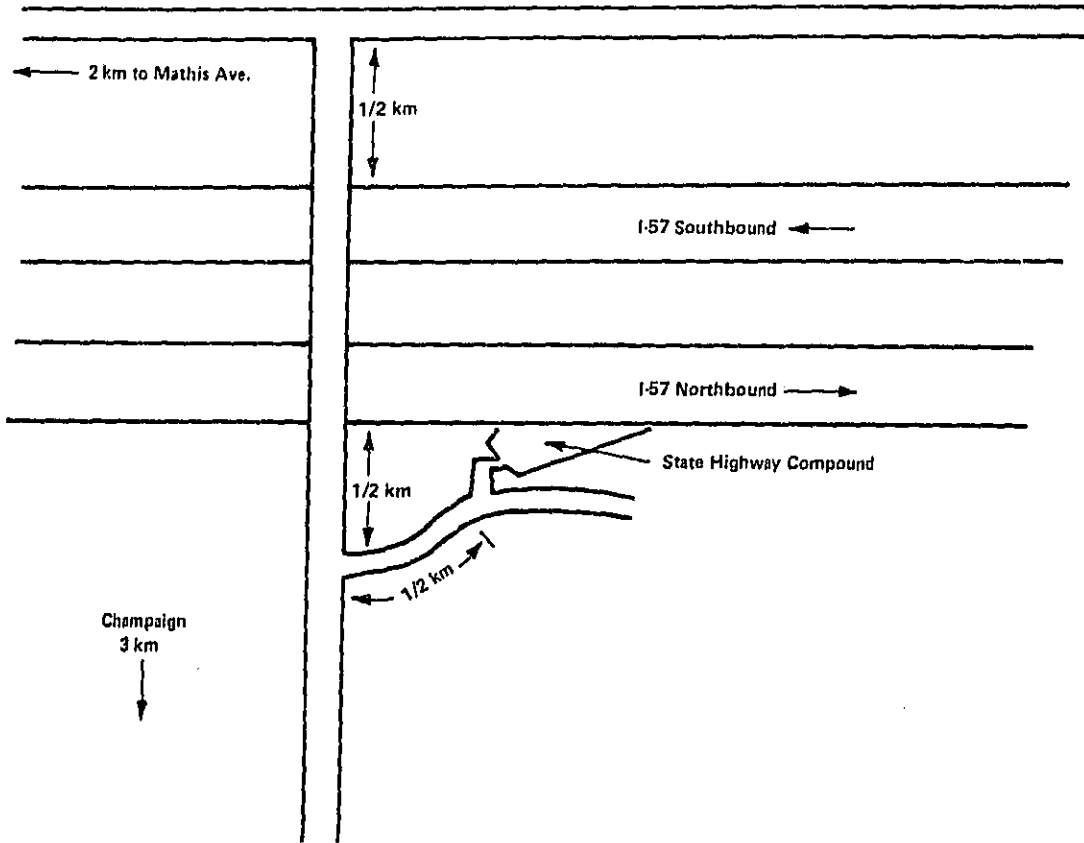 2 km to Mathis Ave.
1/2 km
I-57 Southbound
I-57 Northbound
State Highway Compound
1/2 km
1/2 km
Champaign
3 km